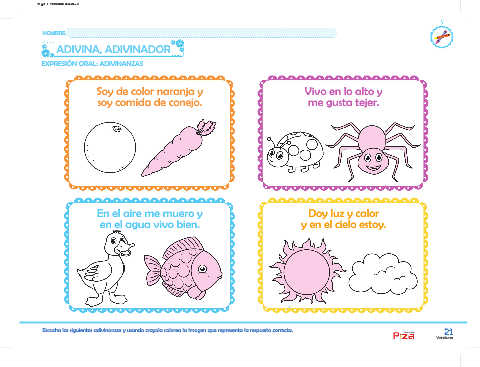 NOMBRE:
ADIVINA, ADIVINADOR
EXPRESIÓN ORAL: ADIVINANZAS
Soy de color naranja y
soy comida de conejo.
Vivo en lo alto y
me gusta tejer.
En el aire me muero y
en el agua vivo bien.
Doy luz y calor
y en el cielo estoy.
Escucha las siguientes adivinanzas y usando crayola colorea la imagen que representa la respuesta correcta.
21